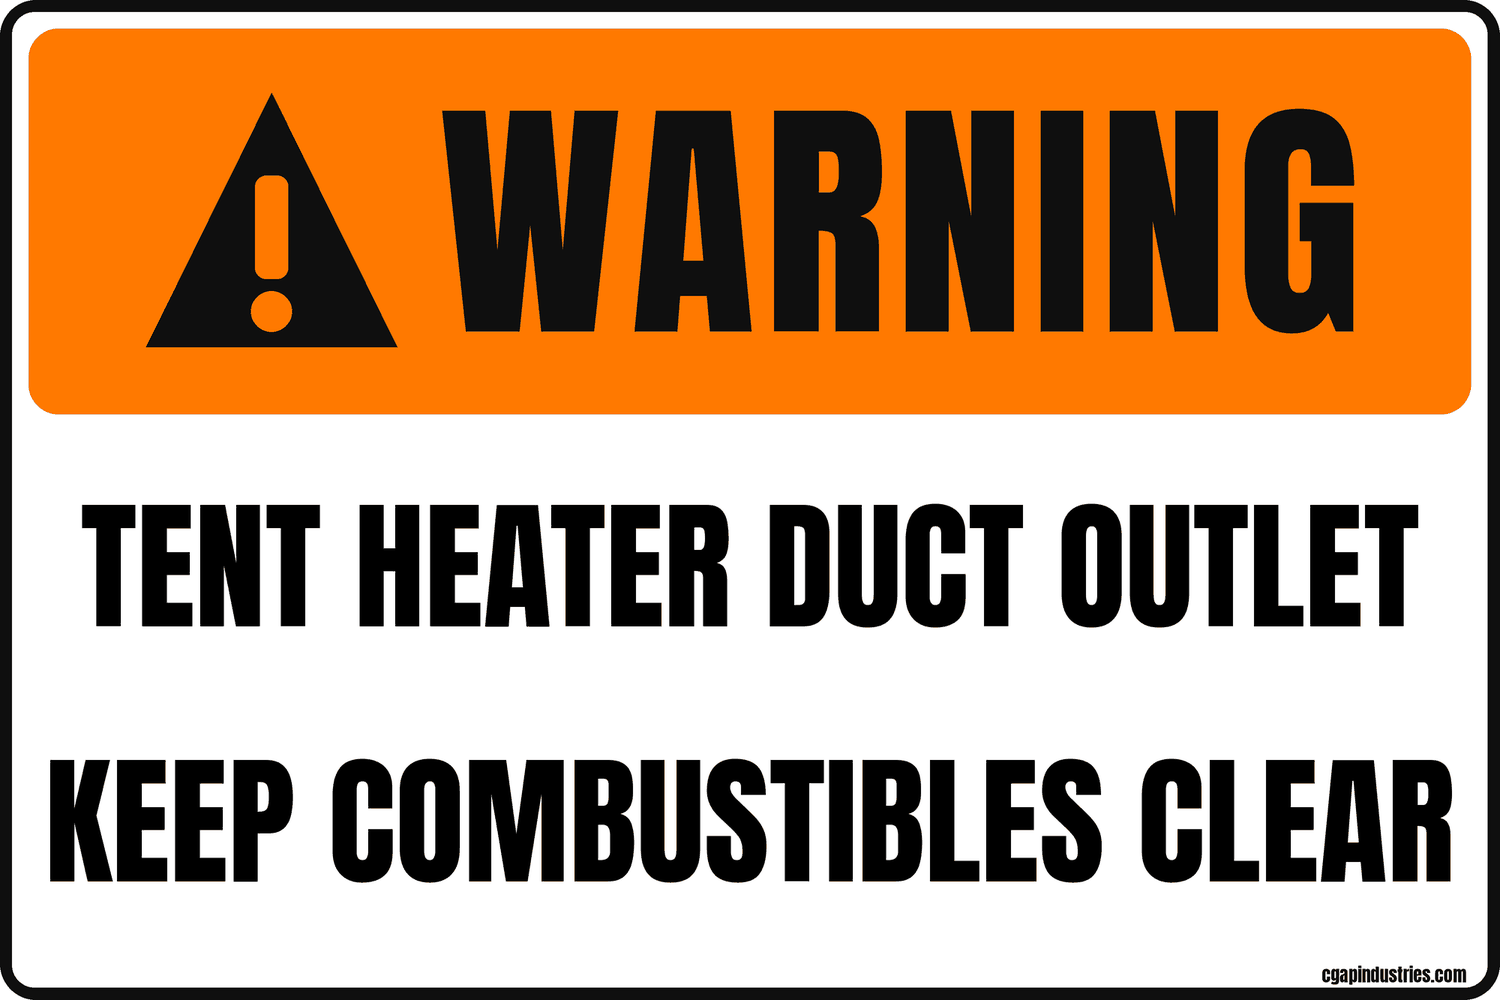 WARNING
TENT HEATER DUCT OUTLET
KEEP COMBUSTIBLES CLEAR
cgapindustries.com